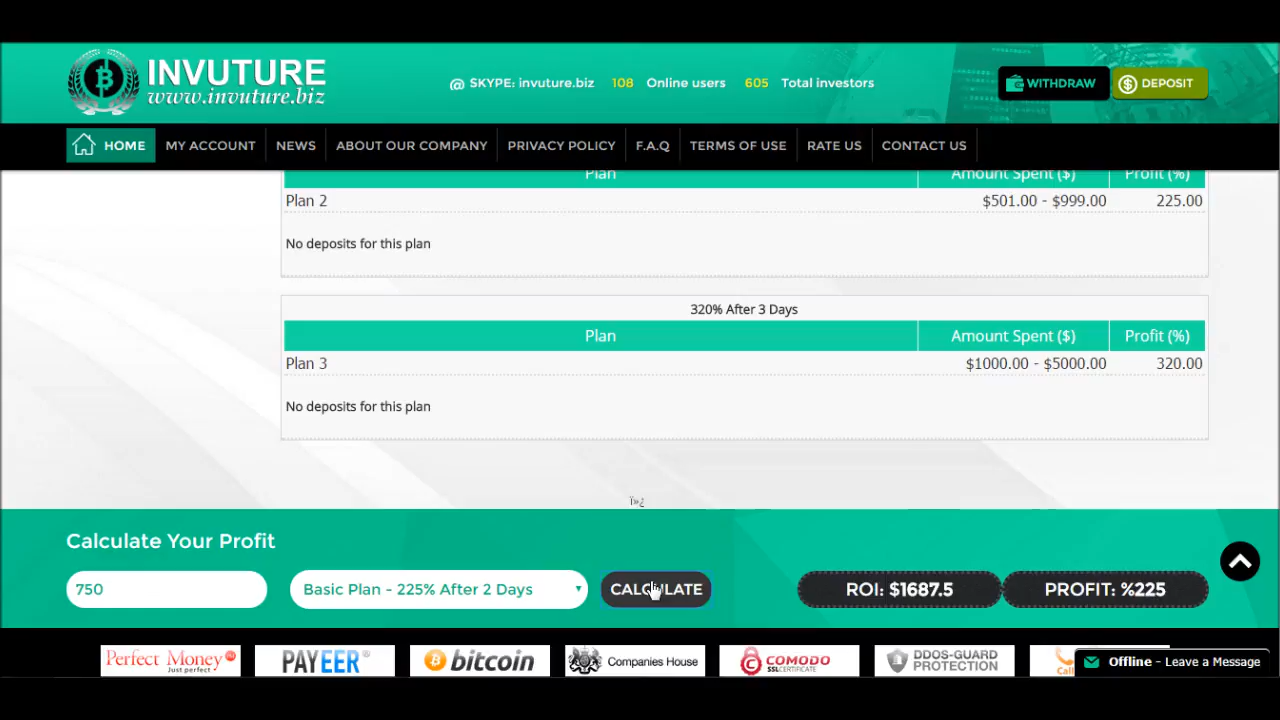 INVUTURE
www.invuture.biz
@ SKYPE: invuture.biz 108 Online users 605 Total investors
WITHDRAW
DEPOSIT
HOME MY ACCOUNT NEWS ABOUT OUR COMPANY PRIVACY POLICY F.A.Q TERMS OF USE RATE US CONTACT US
Plan Amount Spent ($) Profit (%)
Plan 2 $501.00 - $999.00 225.00
No deposits for this plan
320% After 3 Days
Plan Amount Spent ($) Profit (%)
Plan 3 $1000.00 - $5000.00 320.00
No deposits for this plan
ï»¿
Calculate Your Profit
750 Basic Plan - 225% After 2 Days CALCULATE ROI: $1687.5 PROFIT: %225
Perfect Money
Just perfect
PAYEER
bitcoin
Companies House
COMODO
SSL CERTIFICATE
DDOS-GUARD
PROTECTION
Offline - Leave a Message